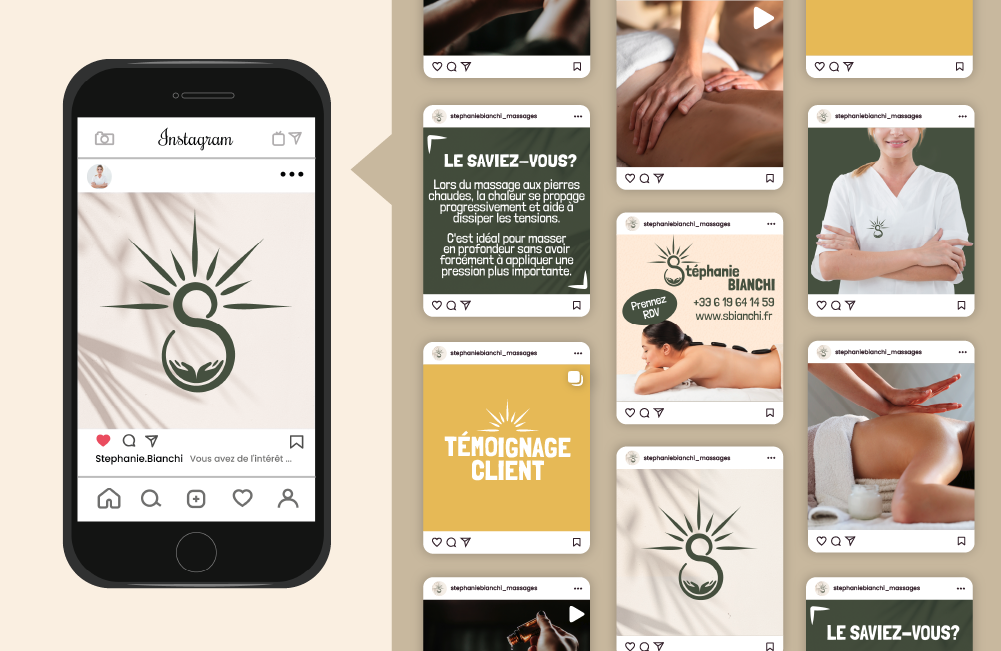 Instagram
Stephanie.Bianchi Vous avez de l'intérêt ...
stephaniebianchi_massages
LE SAVIEZ-VOUS?
Lors du massage aux pierres
chaudes, la chaleur se propage
progressivement et aide à
dissiper les tensions.
C'est idéal pour masser
en profondeur sans avoir
forcément à appliquer une
pression plus importante.
stephaniebianchi_massages
TÉMOIGNAGE
CLIENT
stephaniebianchi_massages
stephaniebianchi_massages
Stéphanie
BIANCHI
Prennez
RDV
+33 6 19 64 14 59
www.sbianchi.fr
stephaniebianchi_massages
stephaniebianchi_massages
stephaniebianchi_massages
stephaniebianchi_massages
LE SAVIEZ-VOUS?